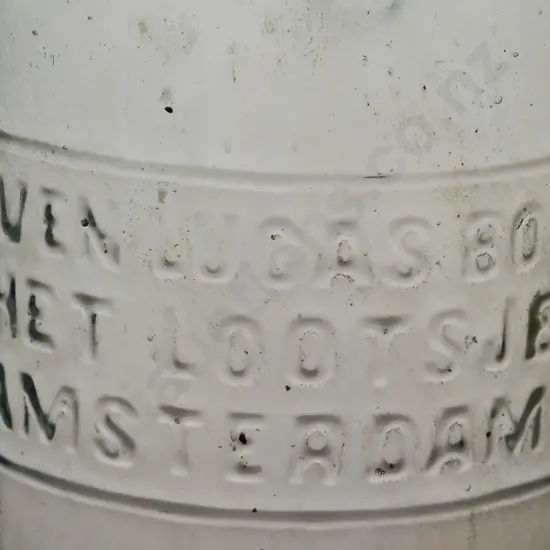 VEN LUCAS BO
HET LOOTSJE
AMSTERDAM